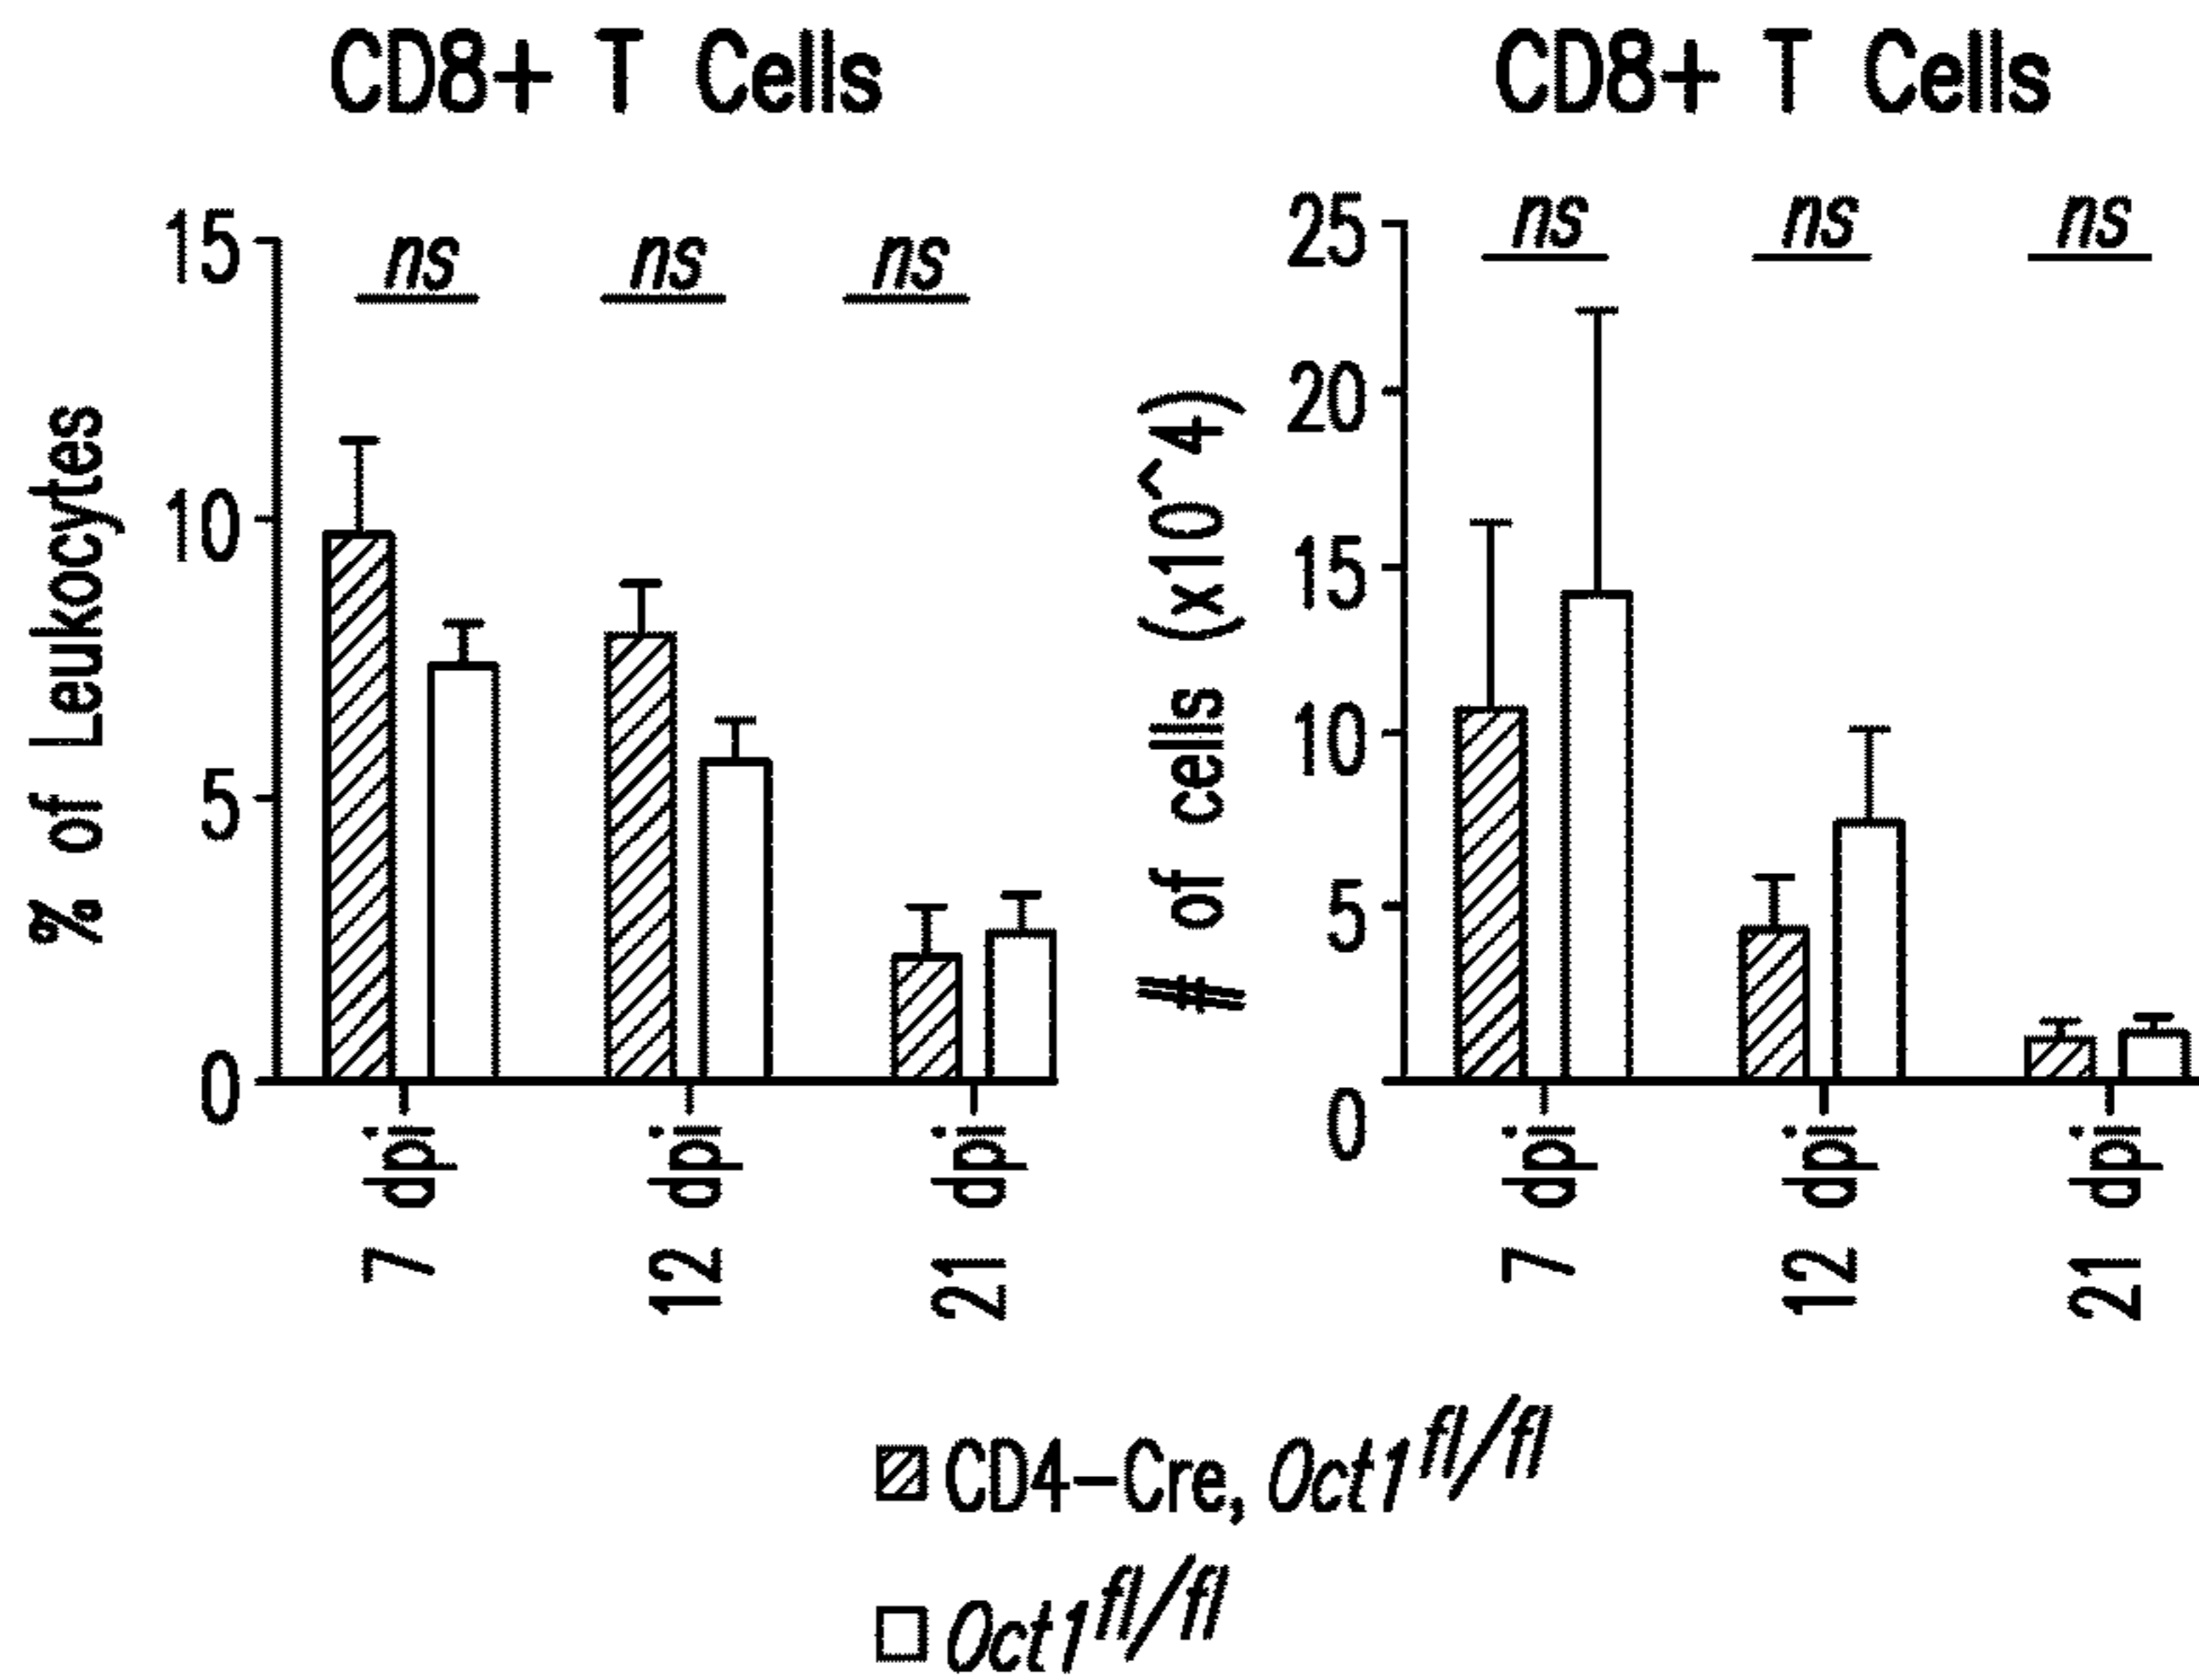 CD8+ T Cells
% of Leukocytes
15
10
5
0
ns
ns
ns
7 dpi
12 dpi
21 dpi
CD8+ T Cells
# of cells (x10^4)
25
20
15
10
5
0
ns
ns
ns
7 dpi
12 dpi
21 dpi
CD4-Cre, Oct1fl/fl
Oct1fl/fl